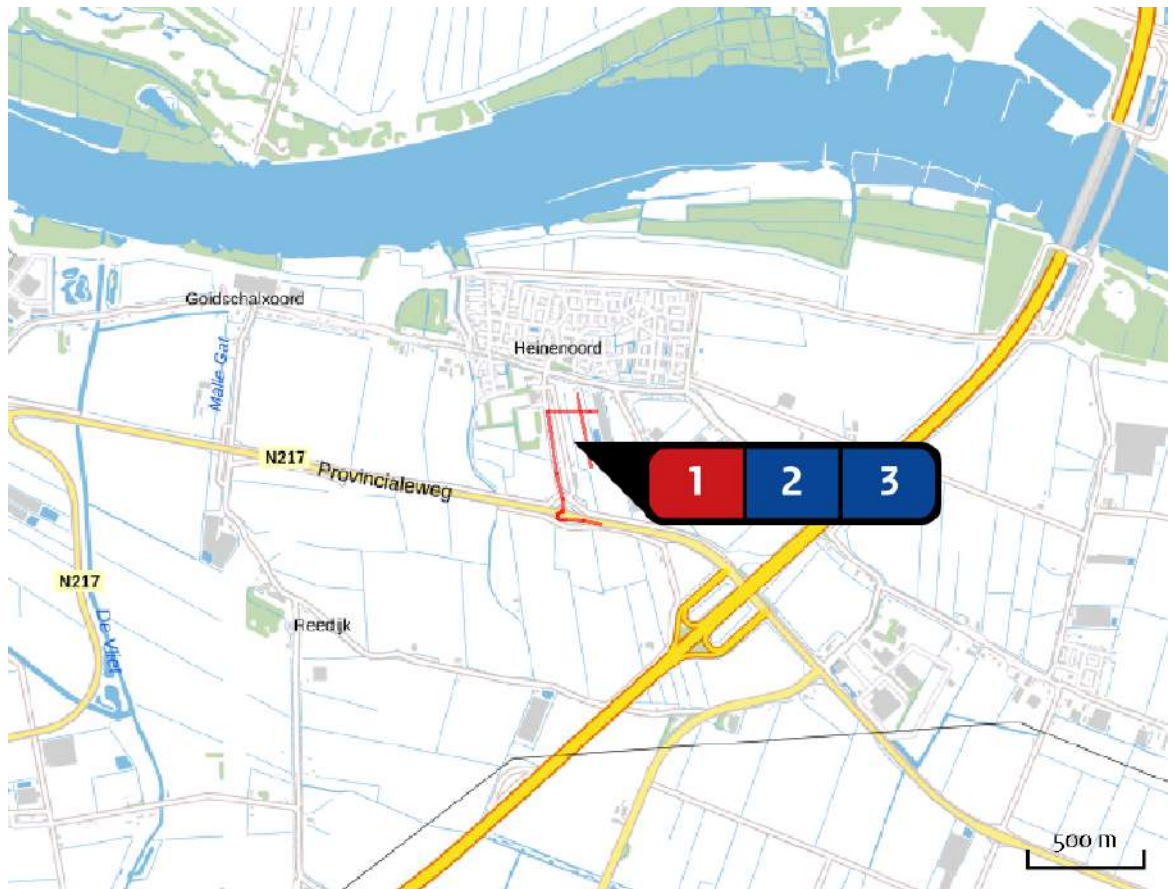 Goidschalxoord
Malle Gat
Heinenoord
N217
Provincialeweg
1 2 3
N217
De Vliet
Reedijk
500 m